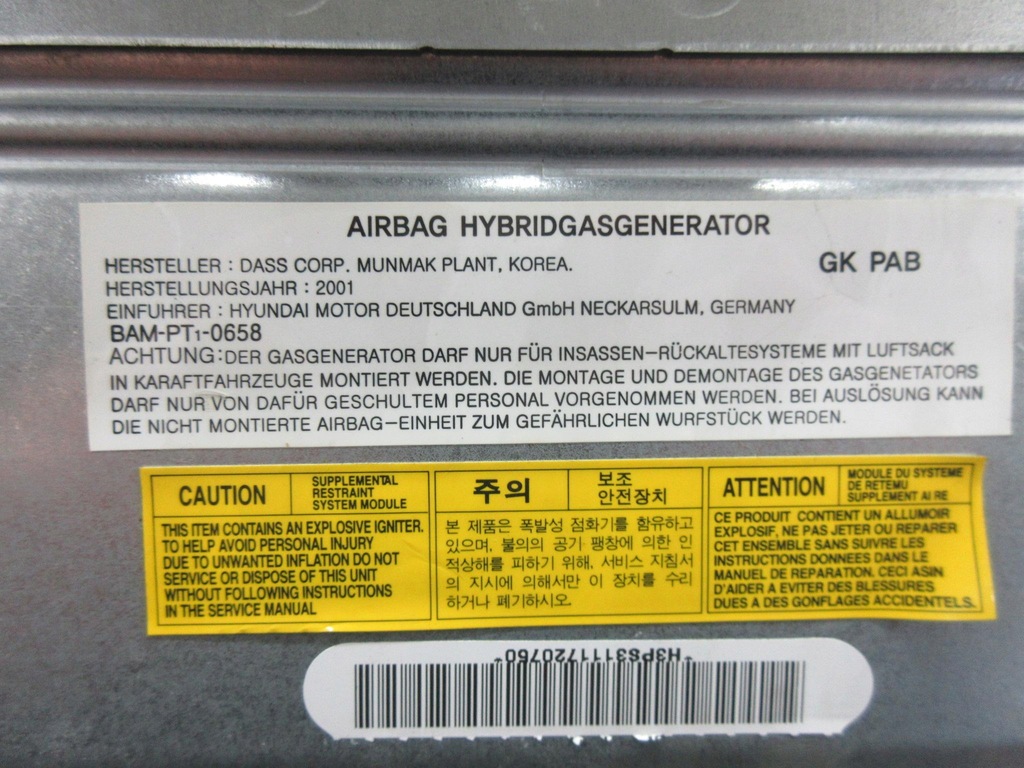 AIRBAG HYBRIDGASGENERATOR
HERSTELLER : DASS CORP. MUNMAK PLANT, KOREA.
GK PAB
HERSTELLUNGSJAHR : 2001
EINFUHRER : HYUNDAI MOTOR DEUTSCHLAND GmbH NECKARSULM, GERMANY
BAM-PT1-0658
ACHTUNG:DER GASGENERATOR DARF NUR FÜR INSASSEN-RÜCKALTESYSTEME MIT LUFTSACK
IN KARAFTFAHRZEUGE MONTIERT WERDEN. DIE MONTAGE UND DEMONTAGE DES GASGENETATORS
DARF NUR VON DAFÜR GESCHULTEM PERSONAL VORGENOMMEN WERDEN. BEI AUSLÖSUNG KANN
DIE NICHT MONTIERTE AIRBAG-EINHEIT ZUM GEFÄHRLICHEN WURFSTÜCK WERDEN.
CAUTION
SUPPLEMENTAL
RESTRAINT
SYSTEM MODULE
THIS ITEM CONTAINS AN EXPLOSIVE IGNITER.
TO HELP AVOID PERSONAL INJURY
DUE TO UNWANTED INFLATION DO NOT
SERVICE OR DISPOSE OF THIS UNIT
WITHOUT FOLLOWING INSTRUCTIONS
IN THE SERVICE MANUAL
주의
보조
안전장치
본 제품은 폭발성 점화기를 함유하고
있으며, 불의의 공기 팽창에 의한 인
적상해를 피하기 위해, 서비스 지침서
의 지시에 의해서만 이 장치를 수리
하거나 폐기하시오.
ATTENTION
MODULE DU SYSTEME
DE RETEMU
SUPPLEMENT AI RE
CE PRODUIT CONTIENT UN ALLUMOIR
EXPLOSIF, NE PAS JETER OU REPARER
CET ENSEMBLE SANS SUIVRE LES
INSTRUCTIONS DONNEES DANS LE
MANUEL DE REPARATION. CECI ASIN
D'AIDER A EVITER DES BLESSURES
DUES A DES GONFLAGES ACCIDENTELS.
*H3PS31111720760*